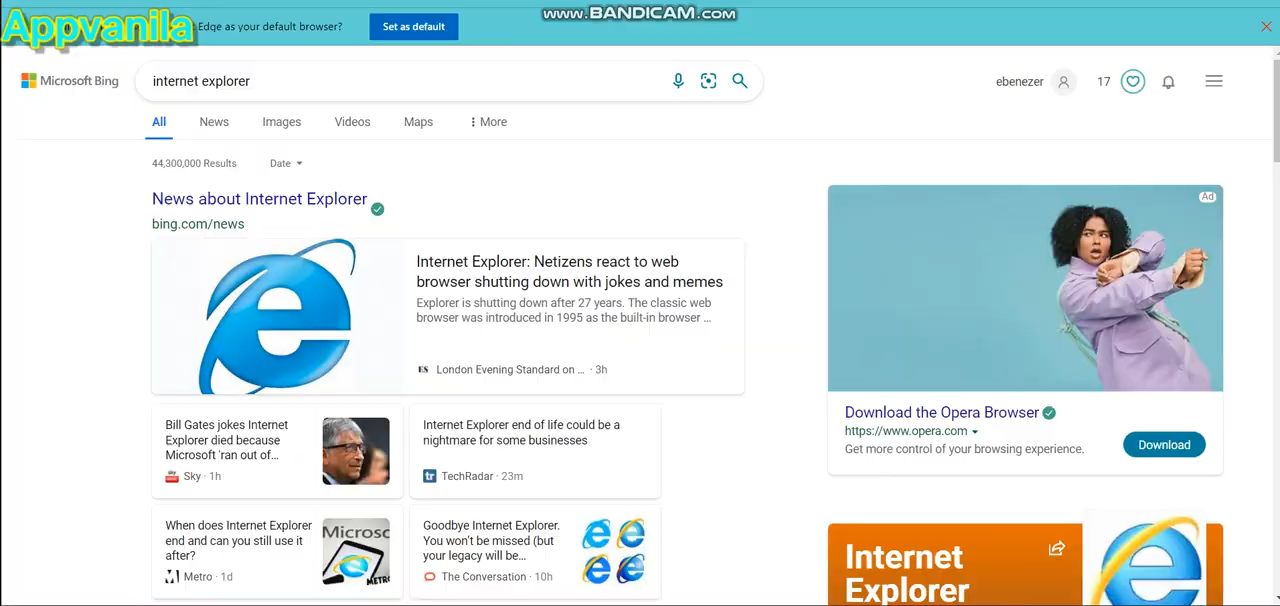 www.BANDICAM.com
Appvanila
Edge as your default browser?
Set as default
Microsoft Bing
internet explorer
ebenezer
17
All
News
Images
Videos
Maps
More
44,300,000 Results
Date
News about Internet Explorer
bing.com/news
Internet Explorer: Netizens react to web
browser shutting down with jokes and memes
Explorer is shutting down after 27 years. The classic web
browser was introduced in 1995 as the built-in browser ...
ES London Evening Standard on ... · 3h
Bill Gates jokes Internet
Explorer died because
Microsoft 'ran out of...
Sky · 1h
Internet Explorer end of life could be a
nightmare for some businesses
tr TechRadar · 23m
When does Internet Explorer
end and can you still use it
after?
Metro · 1d
Microsc
METR
Goodbye Internet Explorer.
You won't be missed (but
your legacy will be...
The Conversation · 10h
Ad
Download the Opera Browser
https://www.opera.com
Get more control of your browsing experience.
Download
Internet
Explorer